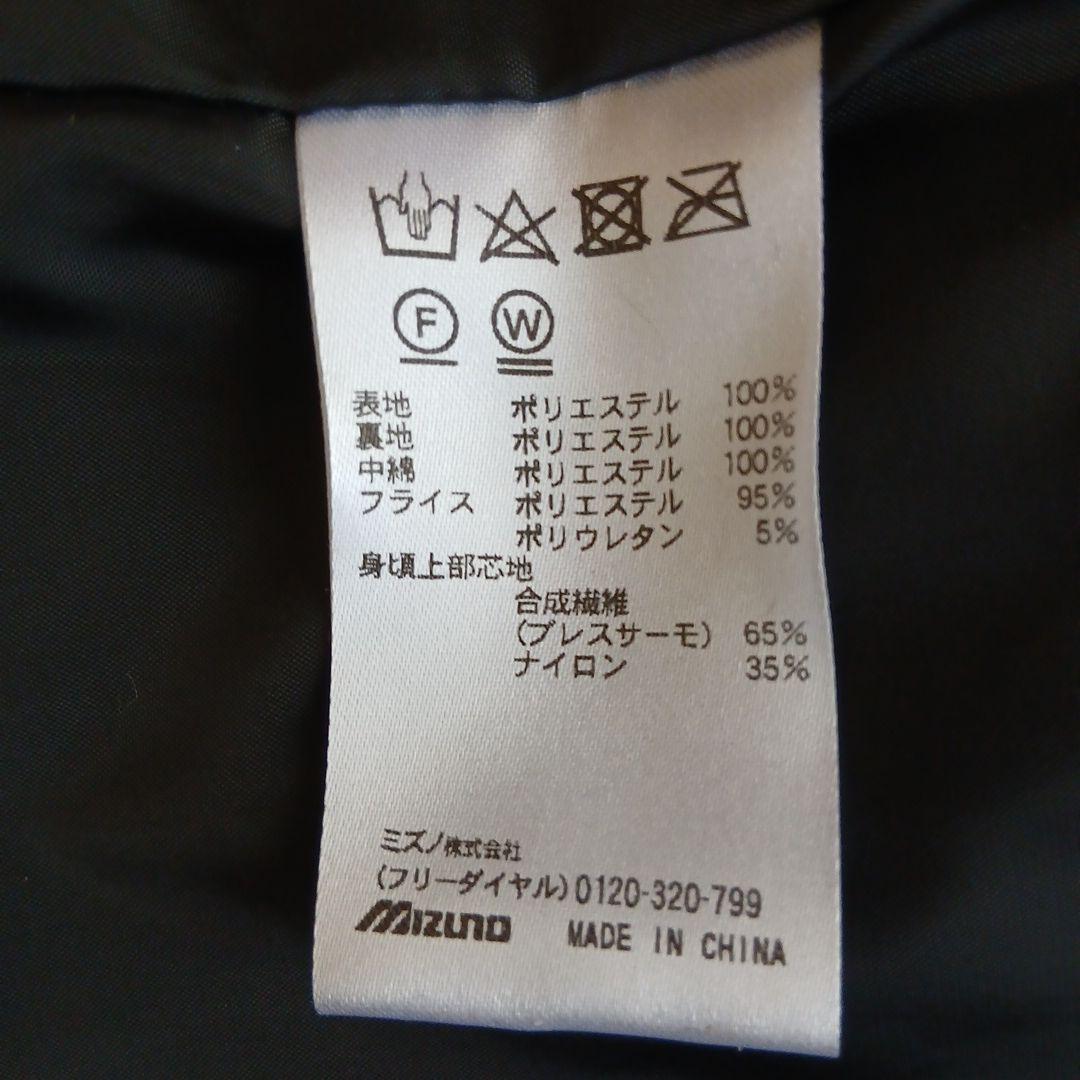 F W
表地 ポリエステル 100%
裏地 ポリエステル 100%
中綿 ポリエステル 100%
フライス ポリエステル 95%
ポリウレタン 5%
身頃上部芯地
合成繊維
(ブレスサーモ) 65%
ナイロン 35%
ミズノ株式会社
(フリーダイヤル)0120-320-799
MIZUNO MADE IN CHINA